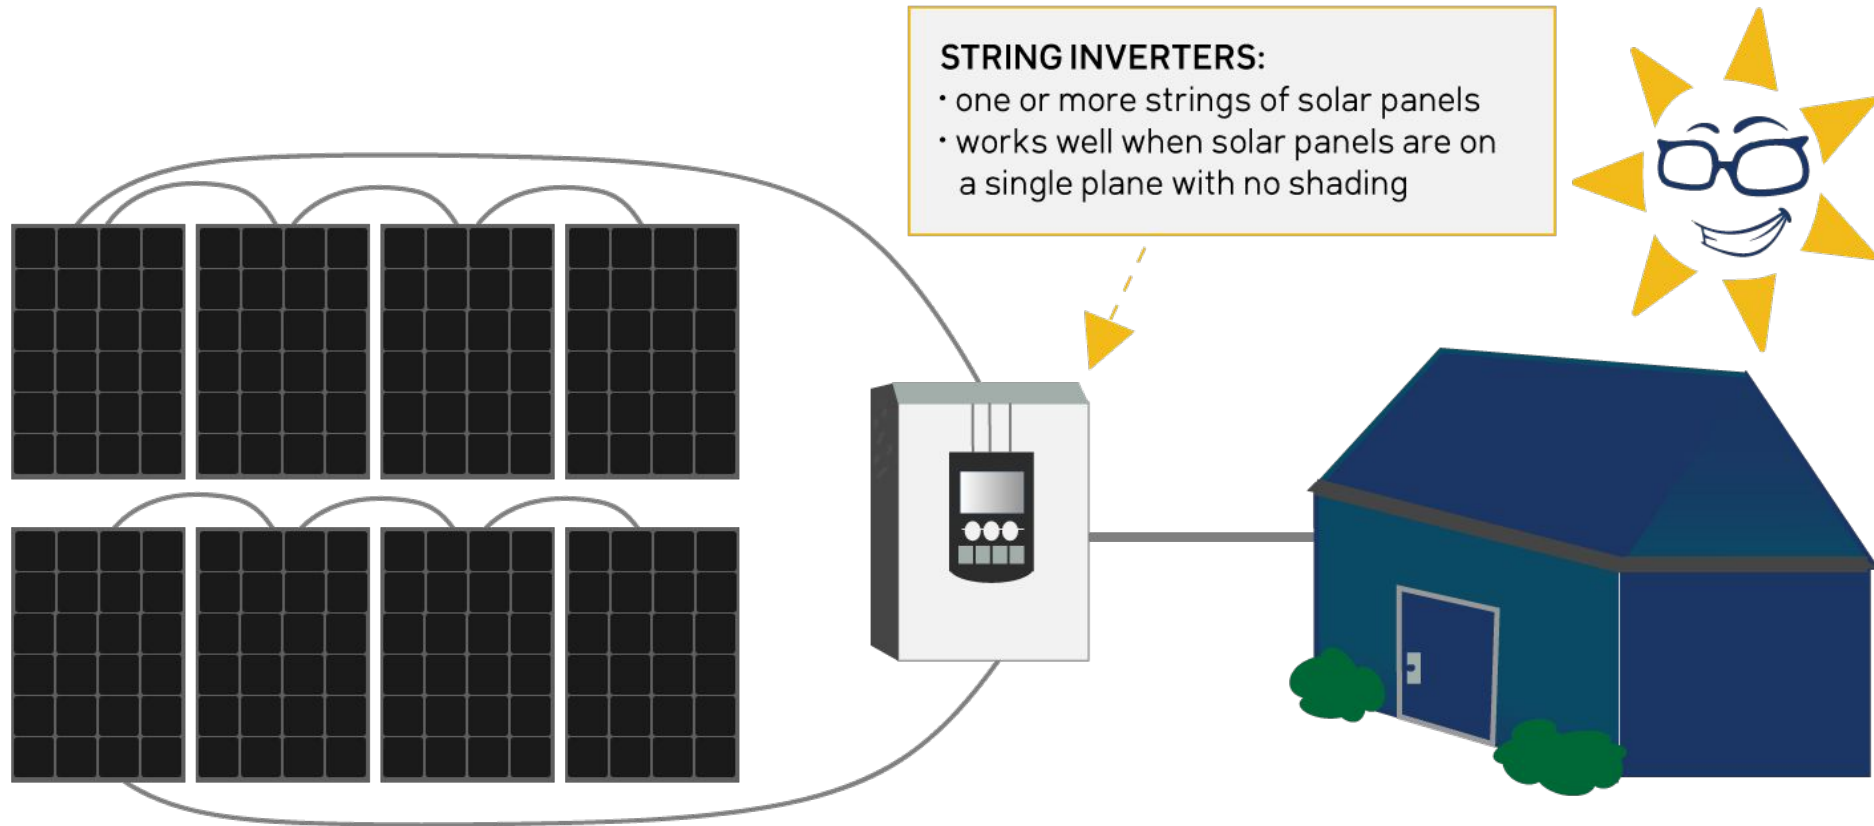 STRING INVERTERS:
· one or more strings of solar panels
· works well when solar panels are on
a single plane with no shading